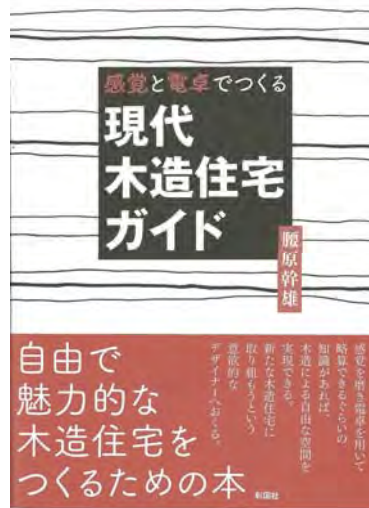 感覚と電卓でつくる
現代
木造住宅
ガイド
腰原幹雄
自由で
魅力的な
木造住宅を
つくるための本
感覚を磨き電卓を用いて
略算できるぐらいの
知識があれば、
木造による自由な空間を
実現できる。
新たな木造住宅に
取り組もうという
意欲的な
デザイナーへおくる。
彰国社